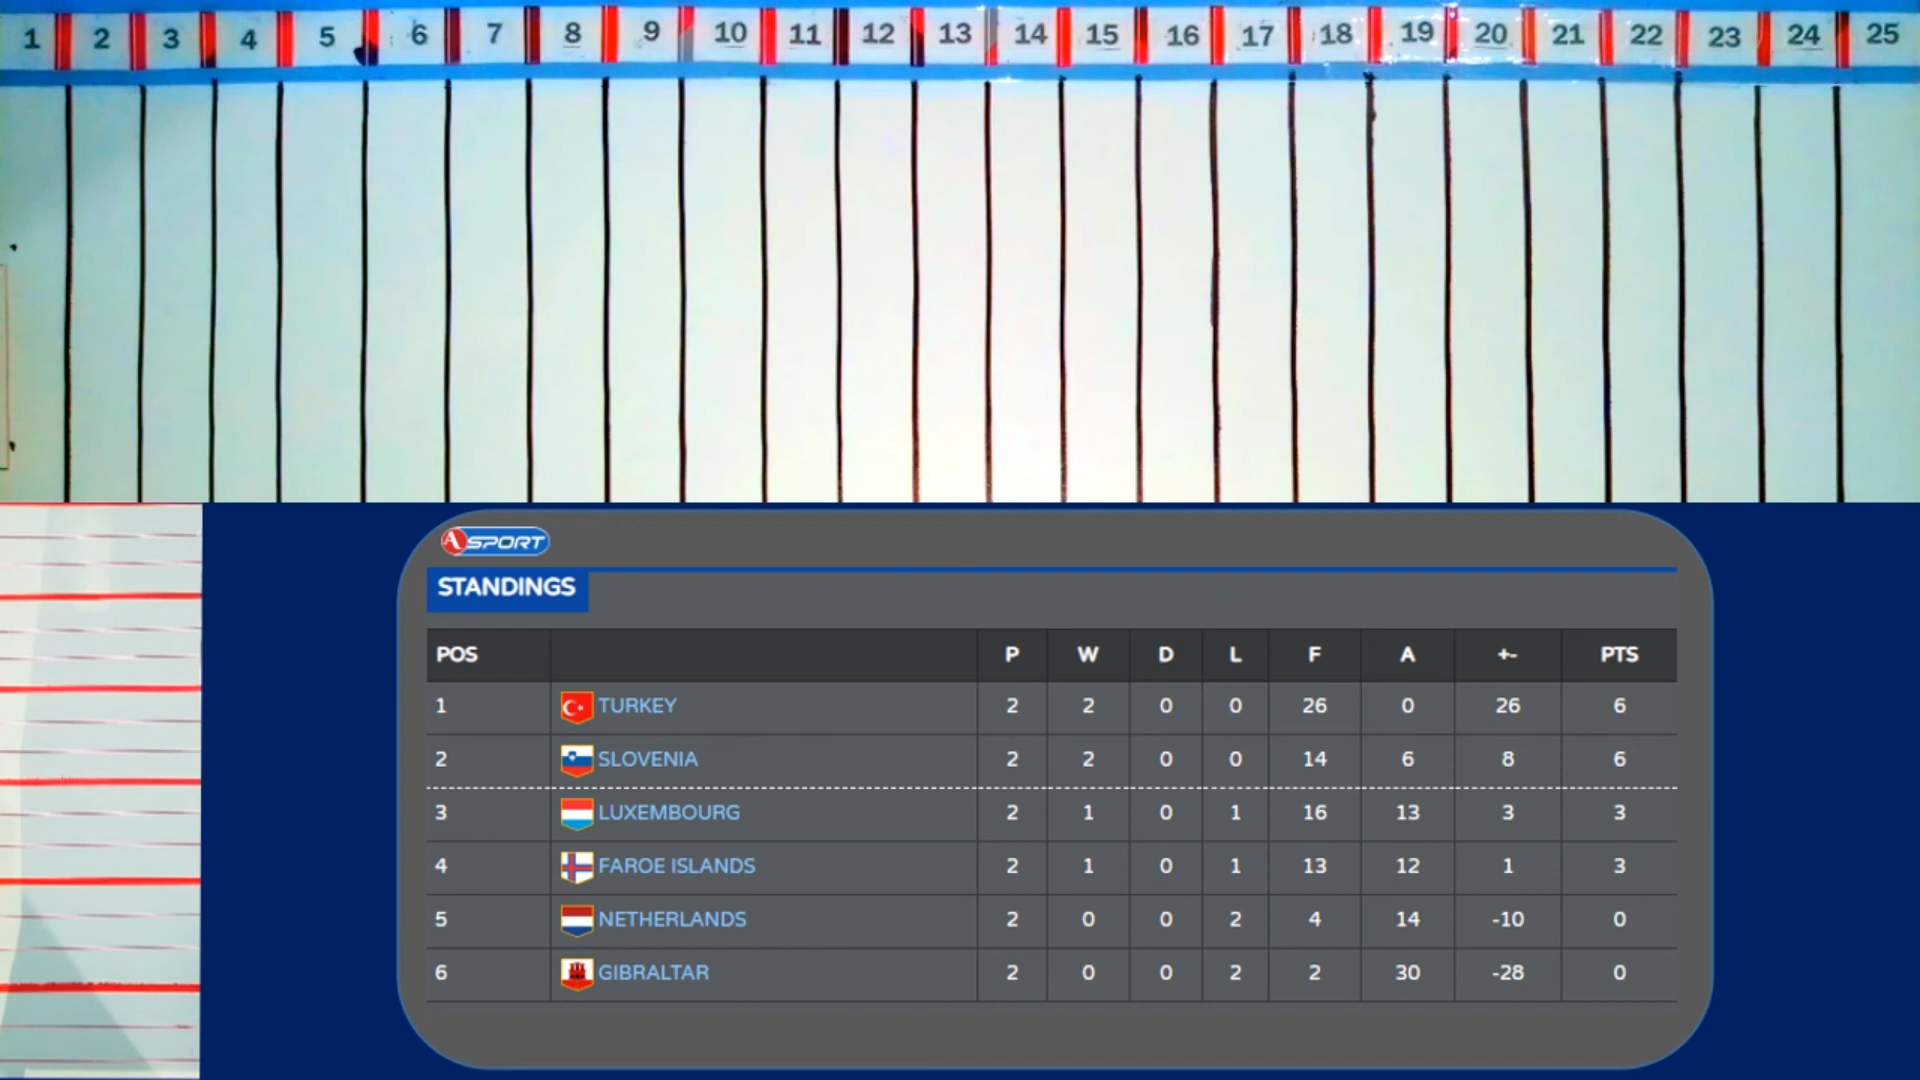 1 2 3 4 5 6 7 8 9 10 11 12 13 14 15 16 17 18 19 20 21 22 23 24 25
A SPORT
STANDINGS
POS P W D L F A +- PTS
1 TURKEY 2 2 0 0 26 0 26 6
2 SLOVENIA 2 2 0 0 14 6 8 6
3 LUXEMBOURG 2 1 0 1 16 13 3 3
4 FAROE ISLANDS 2 1 0 1 13 12 1 3
5 NETHERLANDS 2 0 0 2 4 14 -10 0
6 GIBRALTAR 2 0 0 2 2 30 -28 0